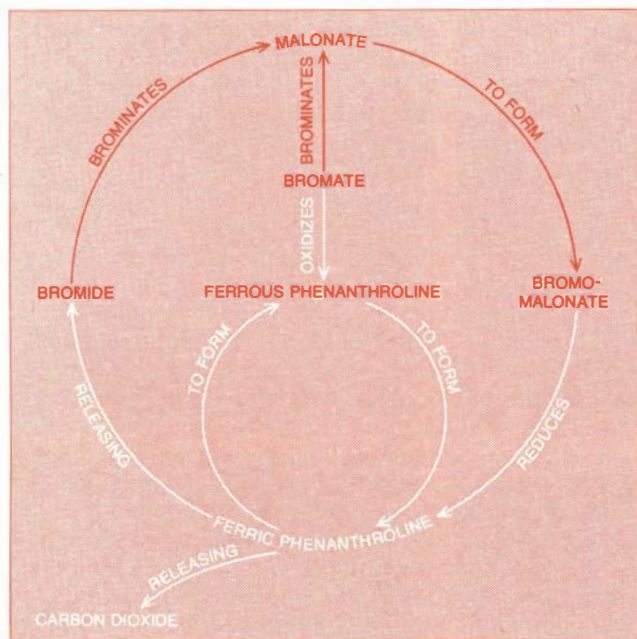 MALONATE
BROMINATES
BROMINATES
TO FORM
BROMATE
OXIDIZES
BROMIDE
FERROUS PHENANTHROLINE
BROMO-
MALONATE
TO FORM
TO FORM
RELEASING
REDUCES
FERRIC PHENANTHROLINE
RELEASING
CARBON DIOXIDE